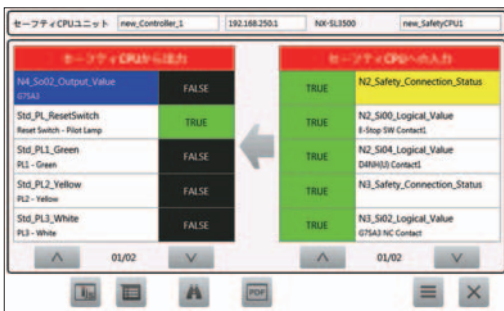 セーフティCPUユニット new_Controller_1 192.168.250.1 NX-SL3500 new_SafetyCPU1
セーフティCPUから出力
セーフティCPUへの入力
N4_So02_Output_Value
G7SA3
FALSE
Std_PL_ResetSwitch
Reset Switch - Pilot Lamp
TRUE
Std_PL1_Green
PL1 - Green
FALSE
Std_PL2_Yellow
PL2 - Yellow
FALSE
Std_PL3_White
PL3 - White
FALSE
01/02
TRUE
N2_Safety_Connection_Status
TRUE
N2_Si00_Logical_Value
E-Stop SW Contact1
TRUE
N2_Si04_Logical_Value
D4NH(U) Contact1
TRUE
N3_Safety_Connection_Status
TRUE
N3_Si02_Logical_Value
G7SA3 NC Contact
01/02
PDF